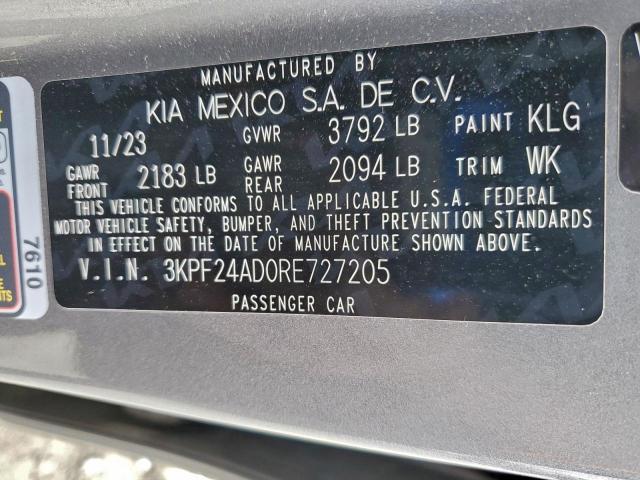 MANUFACTURED BY
KIA MEXICO S.A. DE C.V.
11/23 GVWR 3792 LB PAINT KLG
GAWR FRONT 2183 LB GAWR REAR 2094 LB TRIM WK
THIS VEHICLE CONFORMS TO ALL APPLICABLE U.S.A. FEDERAL
MOTOR VEHICLE SAFETY, BUMPER, AND THEFT PREVENTION STANDARDS
IN EFFECT ON THE DATE OF MANUFACTURE SHOWN ABOVE.
V.I.N. 3KPF24AD0RE727205
PASSENGER CAR
7610